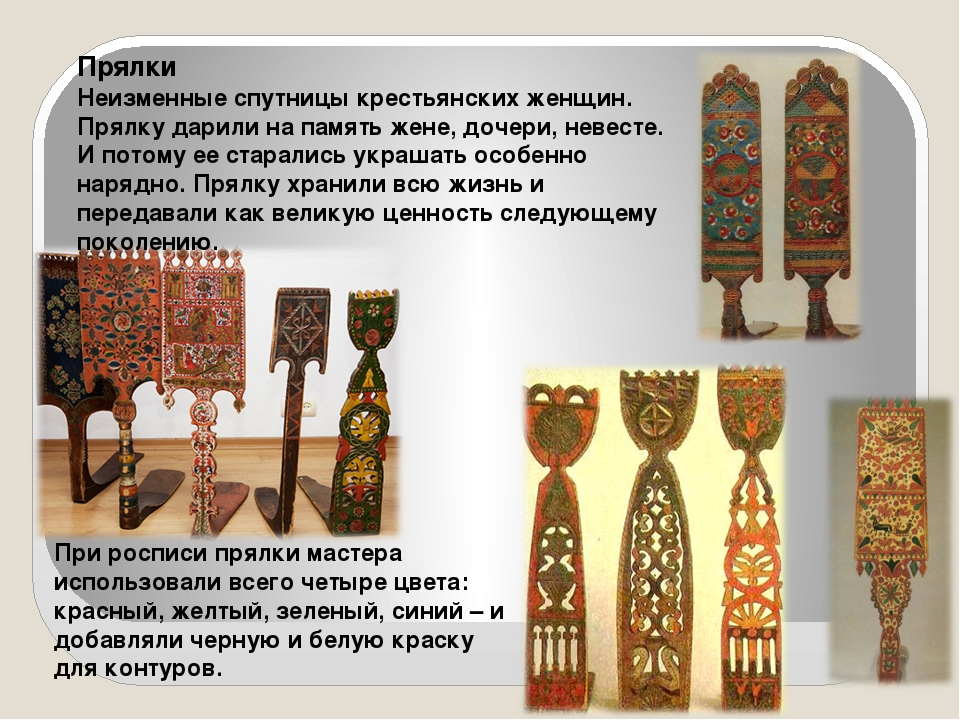 Прялки
Неизменные спутницы крестьянских женщин.
Прялку дарили на память жене, дочери, невесте.
И потому ее старались украшать особенно
нарядно. Прялку хранили всю жизнь и
передавали как великую ценность следующему
поколению.
При росписи прялки мастера
использовали всего четыре цвета:
красный, желтый, зеленый, синий – и
добавляли черную и белую краску
для контуров.